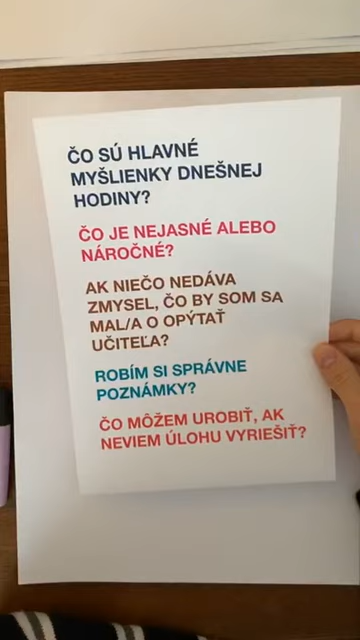 ČO SÚ HLAVNÉ
MYŠLIENKY DNEŠNEJ
HODINY?
ČO JE NEJASNÉ ALEBO
NÁROČNÉ?
AK NIEČO NEDÁVA
ZMYSEL, ČO BY SOM SA
MAL/A O OPÝTAŤ
UČITEĽA?
ROBÍM SI SPRÁVNE
POZNÁMKY?
ČO MÔŽEM UROBIŤ, AK
NEVIEM ÚLOHU VYRIEŠIŤ?